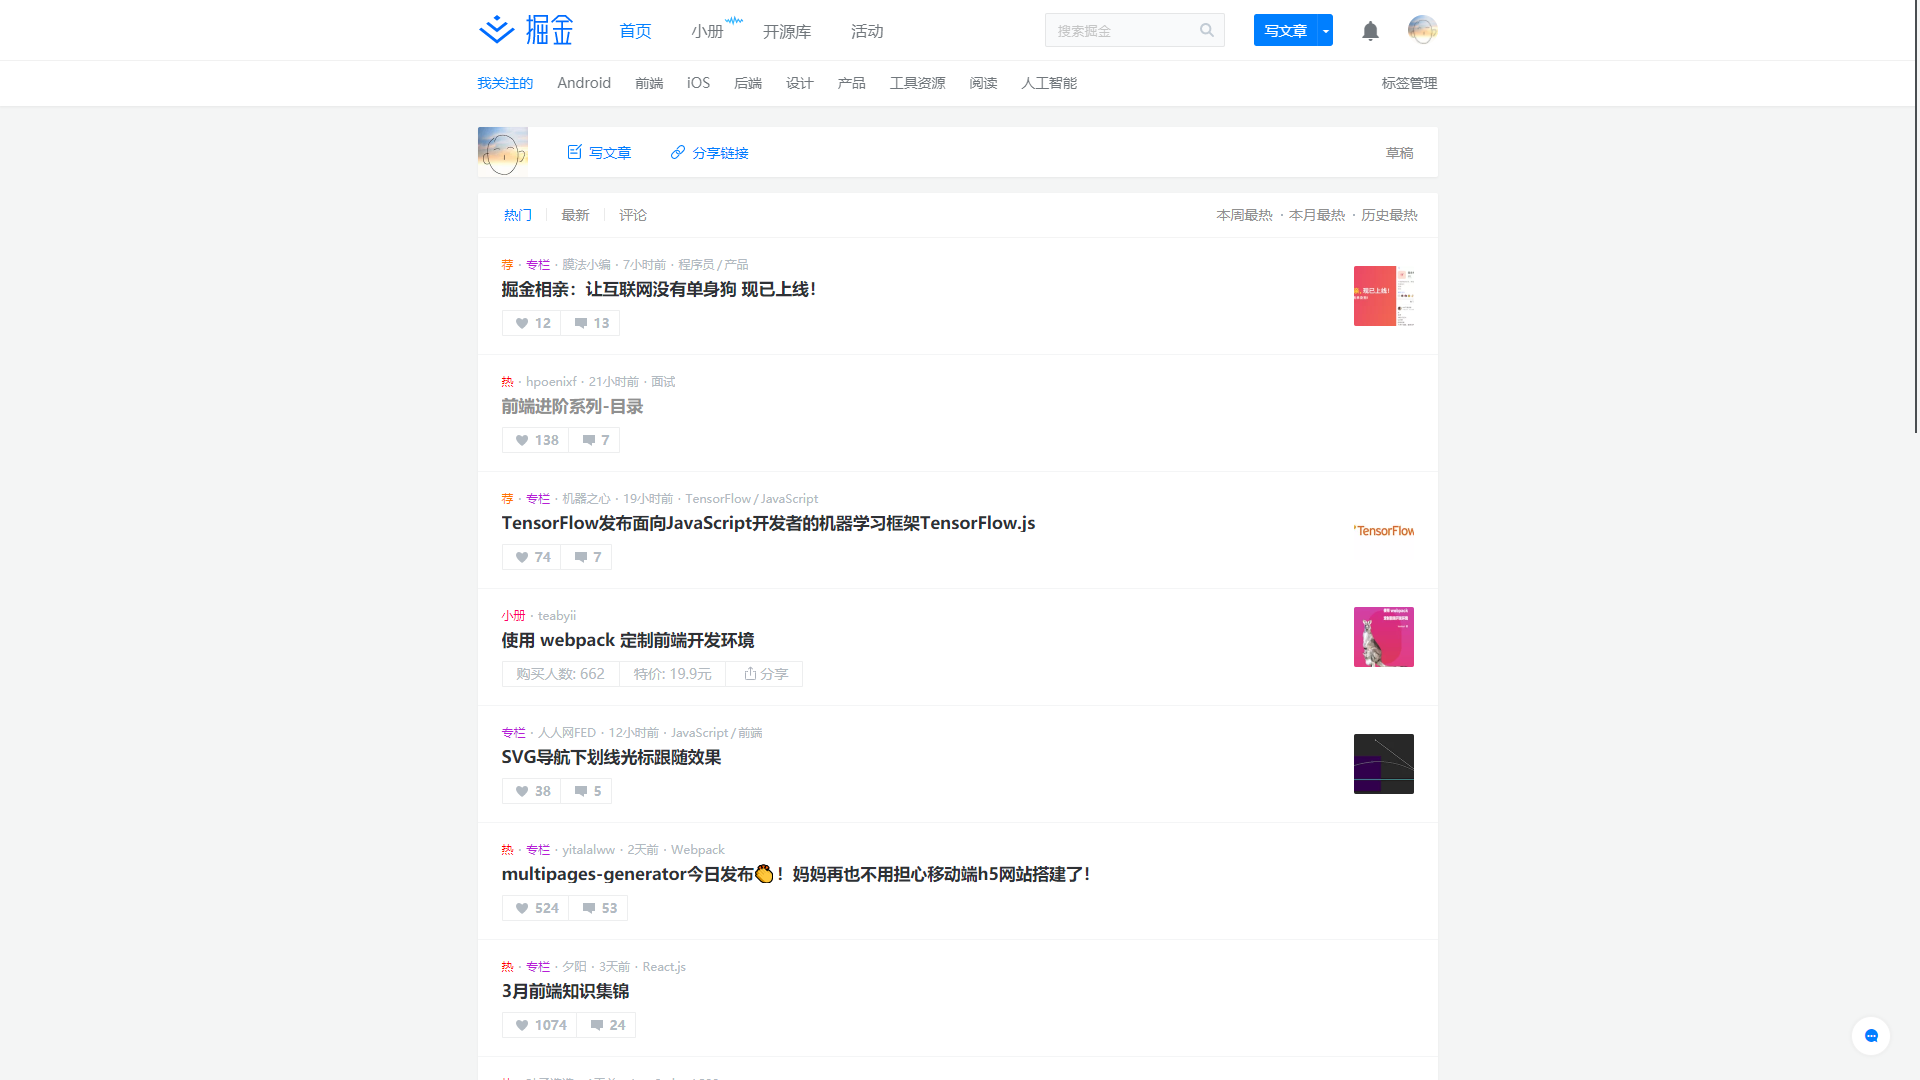 掘金 首页 小册 开源库 活动 搜索掘金 写文章
我关注的 Android 前端 iOS 后端 设计 产品 工具资源 阅读 人工智能 标签管理
写文章 分享链接 草稿
热门 最新 评论 本周最热 · 本月最热 · 历史最热
荐 · 专栏 · 膜法小编 · 7小时前 · 程序员 / 产品
掘金相亲：让互联网没有单身狗 现已上线！
12 13
热 · hpoenixf · 21小时前 · 面试
前端进阶系列-目录
138 7
荐 · 专栏 · 机器之心 · 19小时前 · TensorFlow / JavaScript
TensorFlow发布面向JavaScript开发者的机器学习框架TensorFlow.js
TensorFlow
74 7
小册 · teabyii
使用 webpack 定制前端开发环境
购买人数: 662 特价: 19.9元 分享
专栏 · 人人网FED · 12小时前 · JavaScript / 前端
SVG导航下划线光标跟随效果
38 5
热 · 专栏 · yitalalww · 2天前 · Webpack
multipages-generator今日发布👏！妈妈再也不用担心移动端h5网站搭建了！
524 53
热 · 专栏 · 夕阳 · 3天前 · React.js
3月前端知识集锦
1074 24